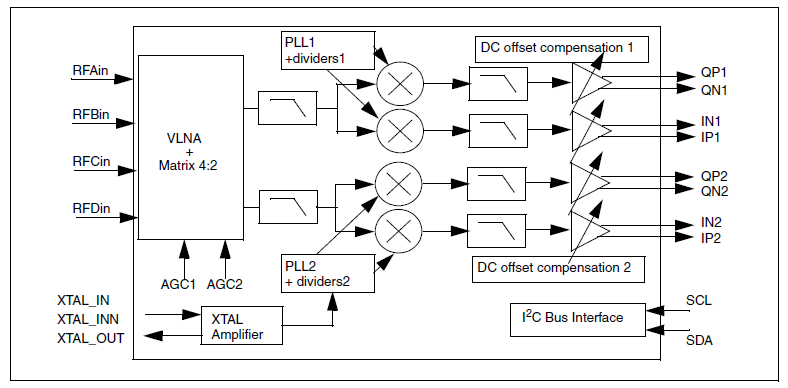 PLL1
+dividers1
DC offset compensation 1
RFAin
RFBin
RFCin
RFDin
VLNA
+
Matrix 4:2
QP1
QN1
IN1
IP1
QP2
QN2
IN2
IP2
AGC1 AGC2
PLL2
+ dividers2
DC offset compensation 2
XTAL_IN
XTAL_INN
XTAL_OUT
XTAL
Amplifier
I²C Bus Interface
SCL
SDA